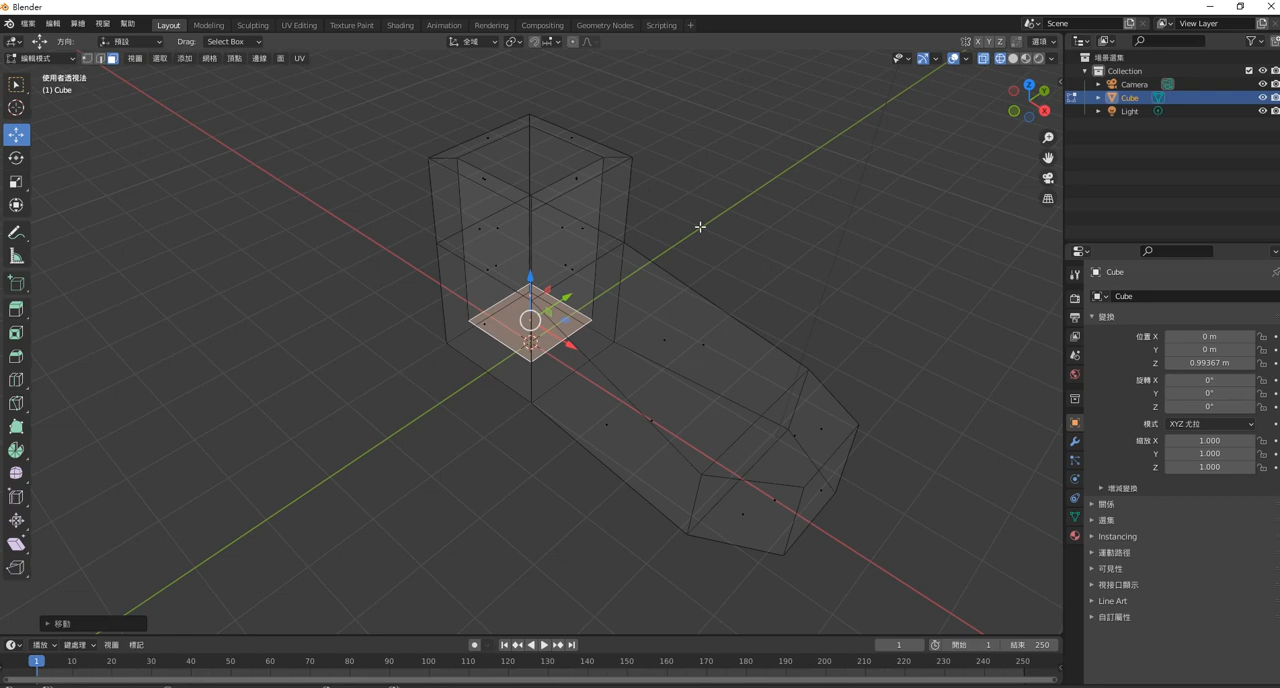 Blender
檔案 編輯 算繪 視窗 幫助 Layout Modeling Sculpting UV Editing Texture Paint Shading Animation Rendering Compositing Geometry Nodes Scripting + Scene View Layer
方向: 預設 Drag: Select Box 全域 X Y Z 選項
編輯模式 視圖 選取 添加 網格 頂點 邊線 面 UV
使用者透視法
(1) Cube
Z
Y
X
場景選集
Collection
Camera
Cube
Light
Cube
Cube
變換
位置 X 0 m
Y 0 m
Z 0.99367 m
旋轉 X 0°
Y 0°
Z 0°
模式 XYZ 尤拉
縮放 X 1.000
Y 1.000
Z 1.000
增減變換
關係
選集
Instancing
運動路徑
可見性
視接口顯示
Line Art
自訂屬性
移動
播放 鍵處理 視圖 標記 1 開始 1 結束 250
1 10 20 30 40 50 60 70 80 90 100 110 120 130 140 150 160 170 180 190 200 210 220 230 240 250